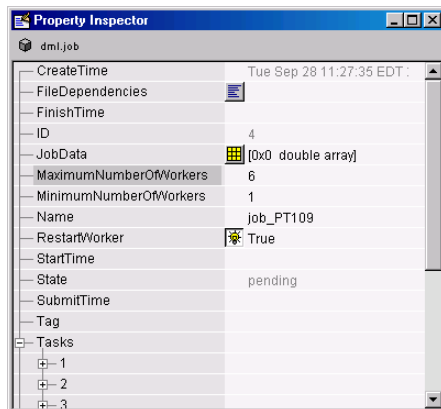 Property Inspector
dml.job
CreateTime Tue Sep 28 11:27:35 EDT
FileDependencies
FinishTime
ID 4
JobData [0x0 double array]
MaximumNumberOfWorkers 6
MinimumNumberOfWorkers 1
Name job_PT109
RestartWorker True
StartTime
State pending
SubmitTime
Tag
Tasks
1
2
3